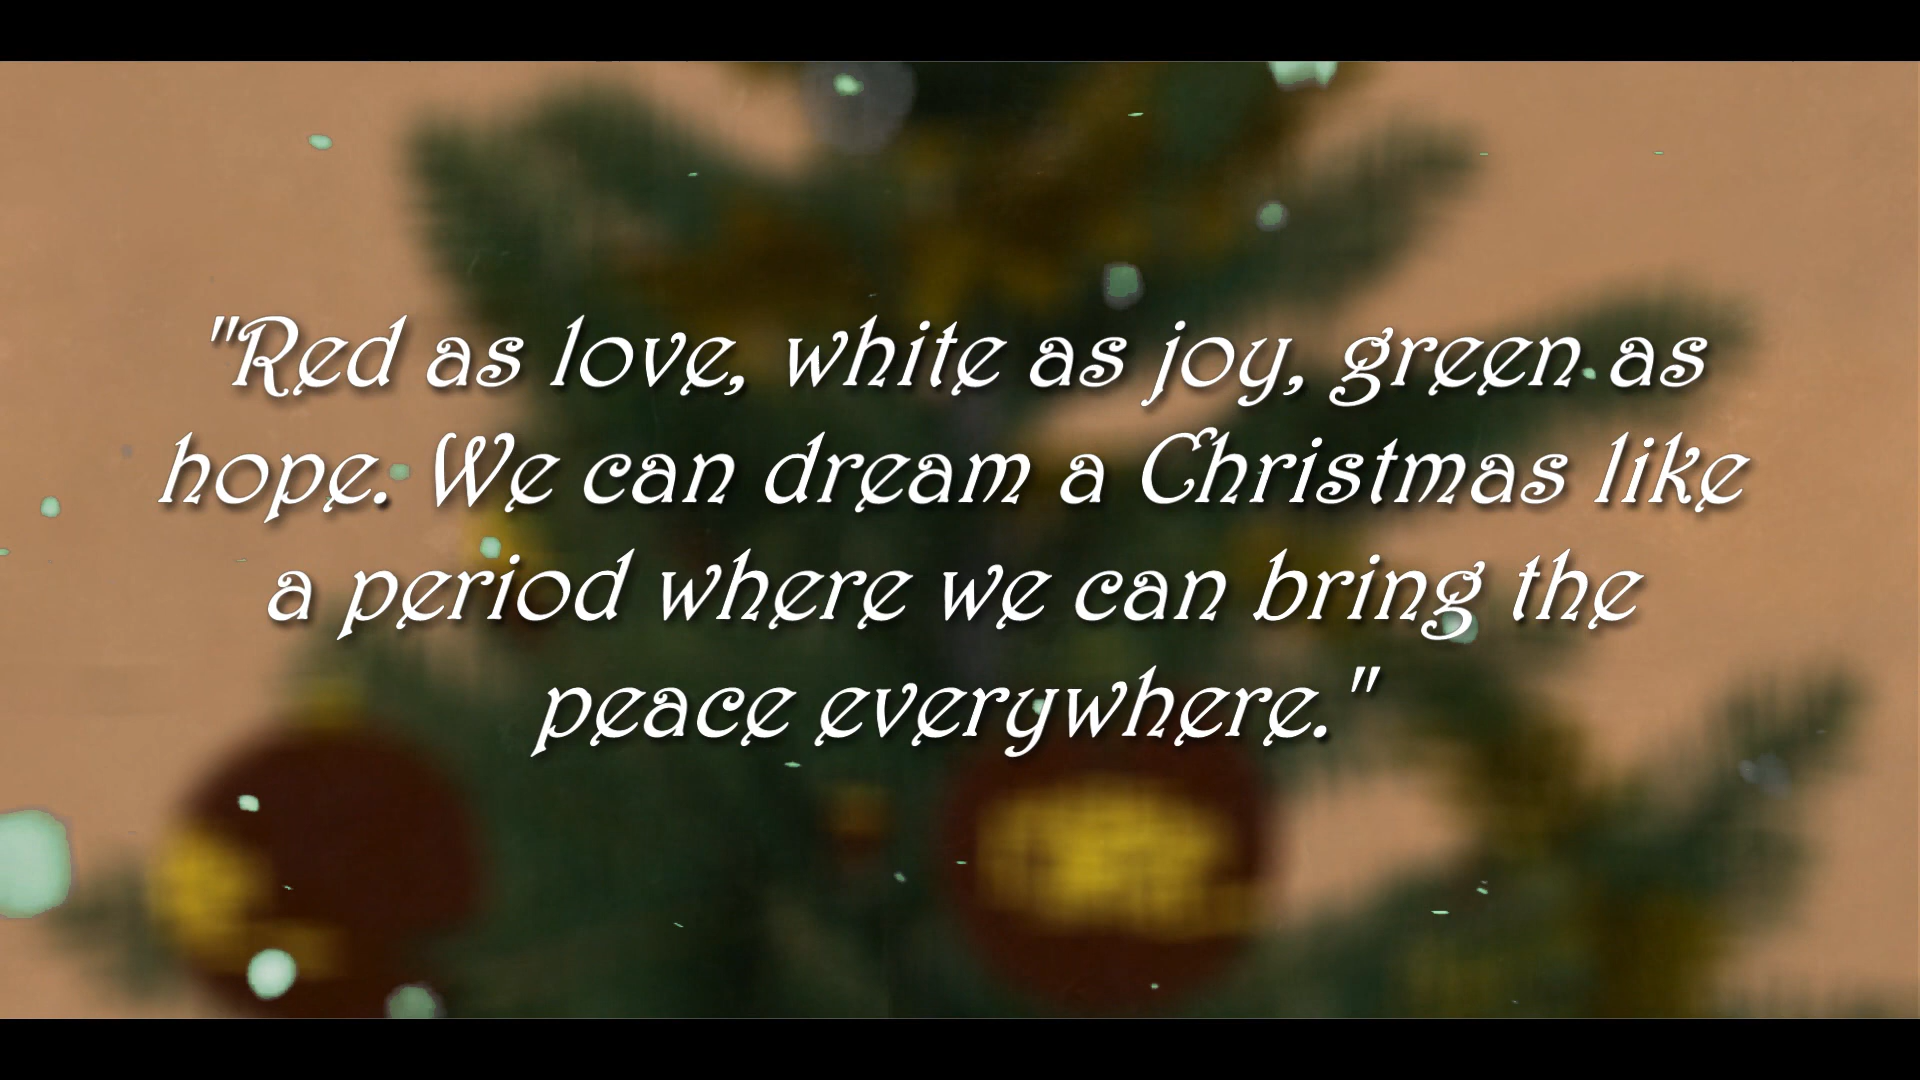 "Red as love, white as joy, green as
hope. We can dream a Christmas like
a period where we can bring the
peace everywhere."